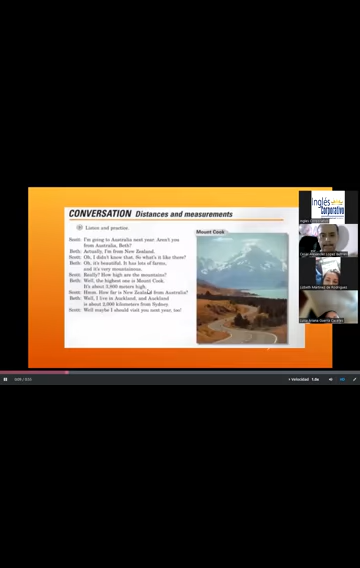 CONVERSATION Distances and measurements
Listen and practice.
Scott: I'm going to Australia next year. Aren't you
from Australia, Beth?
Beth: Actually, I'm from New Zealand.
Scott: Oh, I didn't know that. So what's it like there?
Beth: Oh, it's beautiful. It has lots of farms,
and it's very mountainous.
Scott: Really? How high are the mountains?
Beth: Well, the highest one is Mount Cook.
It's about 3,800 meters high.
Scott: Hmm. How far is New Zealand from Australia?
Beth: Well, I live in Auckland, and Auckland
is about 2,000 kilometers from Sydney.
Scott: Well maybe I should visit you next year, too!
Mount Cook
Inglés
Corporativo
Velocidad 1.0x